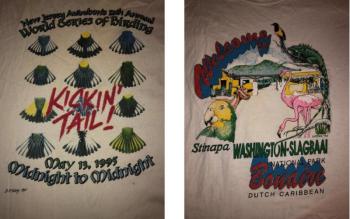 New Jersey Audubon's 12th Annual
World Series of Birding
KICKIN'
TAIL!
May 13, 1995
Midnight to Midnight
Welcome
Stinapa
WASHINGTON-SLAGBAAI
NATIONAL PARK
Bonaire
DUTCH CARIBBEAN